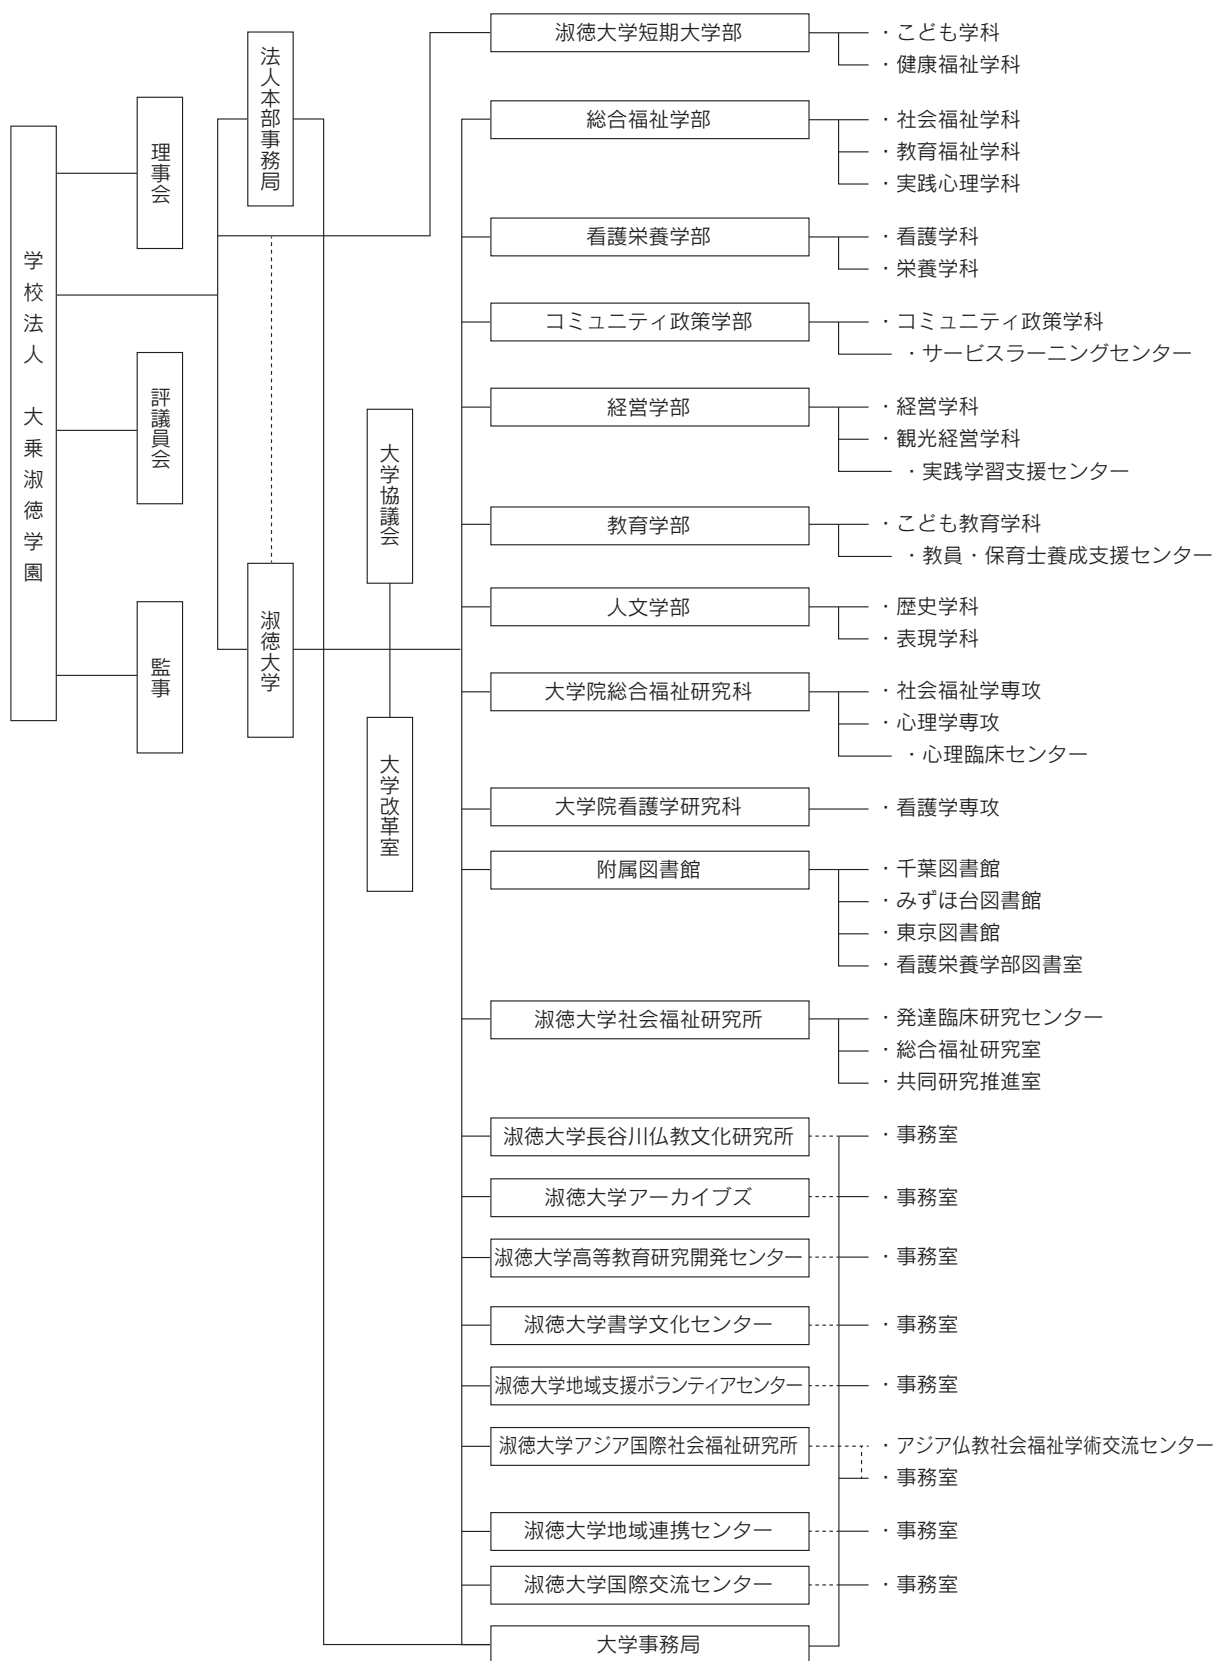 学校法人 大乗淑徳学園
理事会
評議員会
監事
法人本部事務局
淑徳大学
大学協議会
大学改革室
淑徳大学短期大学部
・こども学科
・健康福祉学科
総合福祉学部
・社会福祉学科
・教育福祉学科
・実践心理学科
看護栄養学部
・看護学科
・栄養学科
コミュニティ政策学部
・コミュニティ政策学科
・サービスラーニングセンター
経営学部
・経営学科
・観光経営学科
・実践学習支援センター
教育学部
・こども教育学科
・教員・保育士養成支援センター
人文学部
・歴史学科
・表現学科
大学院総合福祉研究科
・社会福祉学専攻
・心理学専攻
・心理臨床センター
大学院看護学研究科
・看護学専攻
附属図書館
・千葉図書館
・みずほ台図書館
・東京図書館
・看護栄養学部図書室
淑徳大学社会福祉研究所
・発達臨床研究センター
・総合福祉研究室
・共同研究推進室
淑徳大学長谷川仏教文化研究所
・事務室
淑徳大学アーカイブズ
・事務室
淑徳大学高等教育研究開発センター
・事務室
淑徳大学書学文化センター
・事務室
淑徳大学地域支援ボランティアセンター
・事務室
淑徳大学アジア国際社会福祉研究所
・アジア仏教社会福祉学術交流センター
・事務室
淑徳大学地域連携センター
・事務室
淑徳大学国際交流センター
・事務室
大学事務局